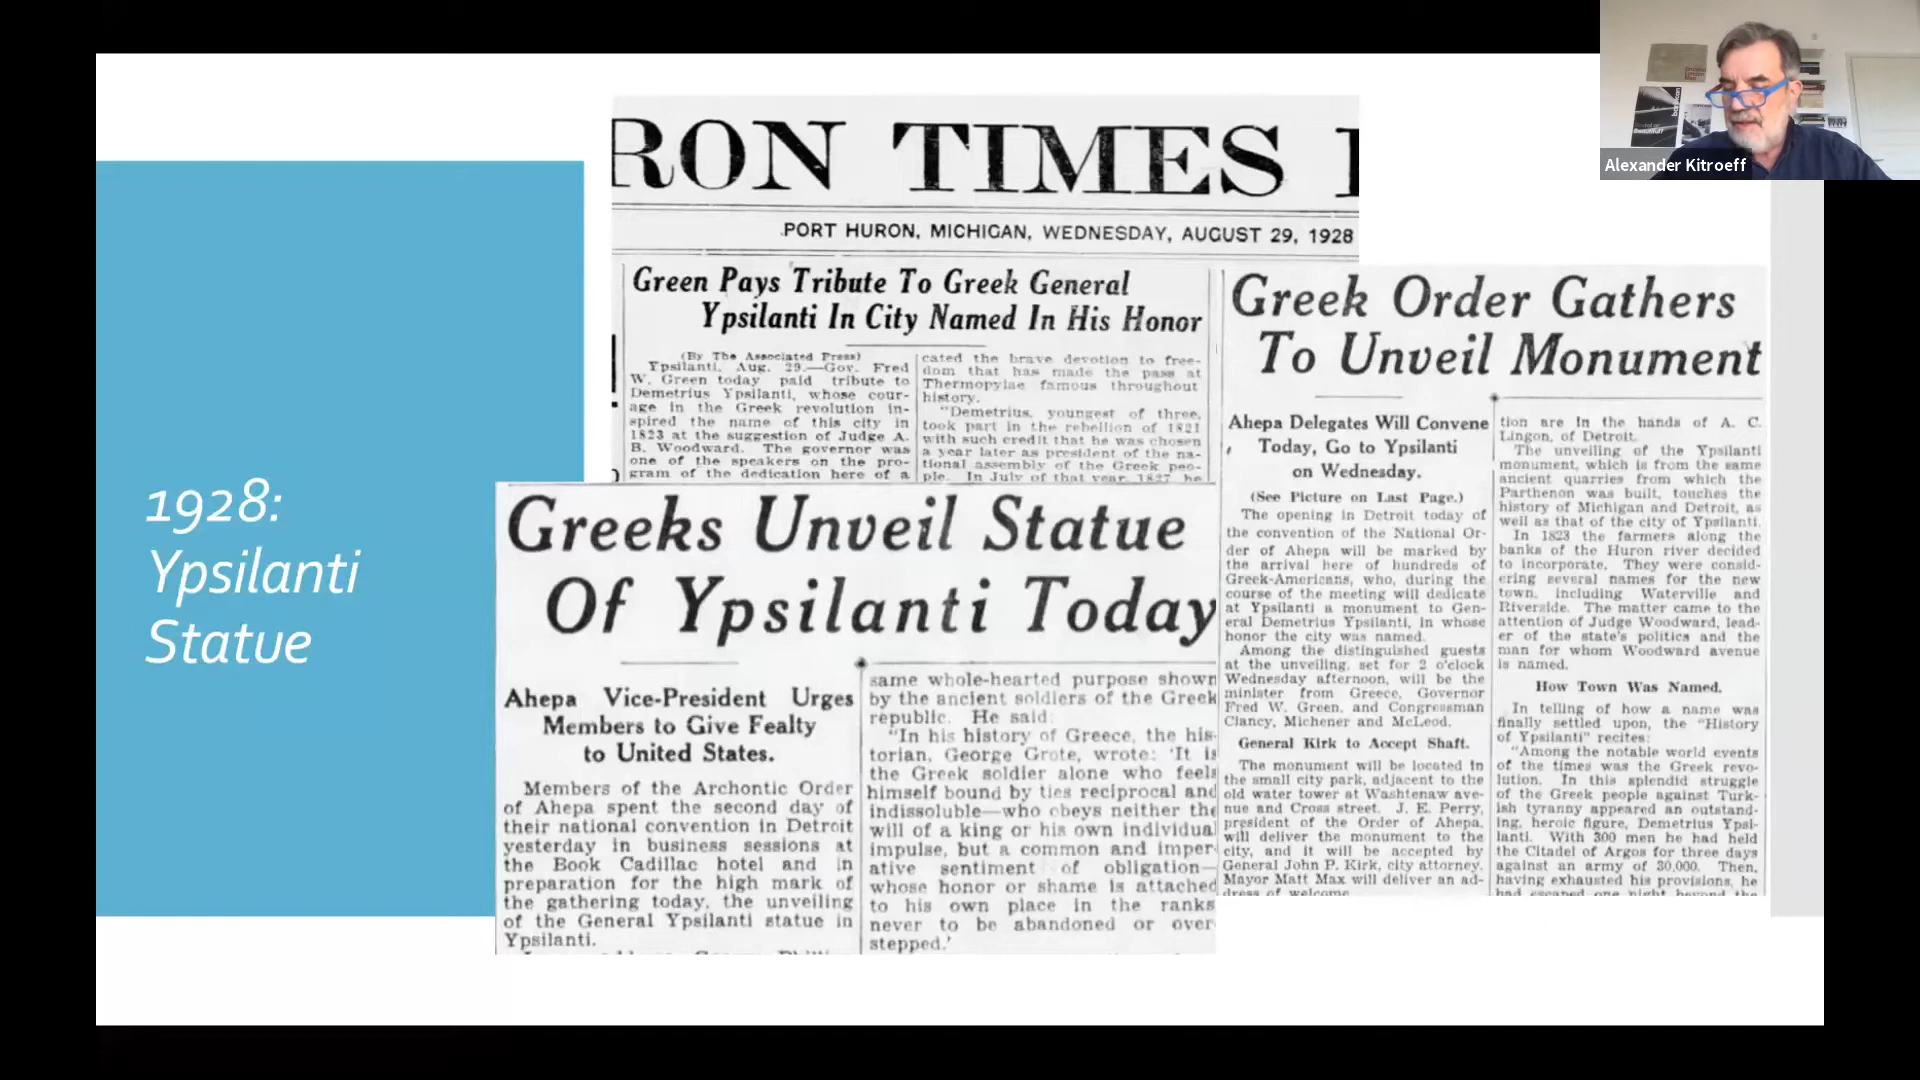 1928:
Ypsilanti
Statue
RON TIMES
PORT HURON, MICHIGAN, WEDNESDAY, AUGUST 29, 1928
Green Pays Tribute To Greek General
Ypsilanti In City Named In His Honor
(By The Associated Press)
Ypsilanti, Aug. 29.—Gov. Fred
W. Green today paid tribute to
Demetrius Ypsilanti, whose cour-
age in the Greek revolution in-
spired the name of this city in
1823 at the suggestion of Judge A.
B. Woodward. The governor was
one of the speakers on the pro-
gram of the dedication here of a
cated the brave devotion to free-
dom that has made the pass at
Thermopylae famous throughout
history.
"Demetrius, youngest of three,
took part in the rebellion of 1821
with such credit that he was chosen
a year later as president of the na-
tional assembly of the Greek peo-
ple. In July of that year, 1827 he
Greeks Unveil Statue
Of Ypsilanti Today
Ahepa Vice-President Urges
Members to Give Fealty
to United States.
Members of the Archontic Order
of Ahepa spent the second day of
their national convention in Detroit
yesterday in business sessions at
the Book Cadillac hotel and in
preparation for the high mark of
the gathering today, the unveiling
of the General Ypsilanti statue in
Ypsilanti.
same whole-hearted purpose shown
by the ancient soldiers of the Greek
republic. He said:
"In his history of Greece, the his-
torian, George Grote, wrote: 'It is
the Greek soldier alone who feels
himself bound by ties reciprocal and
indissoluble—who obeys neither the
will of a king or his own individual
impulse, but a common and imper-
ative sentiment of obligation—
whose honor or shame is attached
to his own place in the ranks
never to be abandoned or over-
stepped.'
Greek Order Gathers
To Unveil Monument
Ahepa Delegates Will Convene
Today, Go to Ypsilanti
on Wednesday.
(See Picture on Last Page.)
The opening in Detroit today of
the convention of the National Or-
der of Ahepa will be marked by
the arrival here of hundreds of
Greek-Americans, who, during the
course of the meeting will dedicate
at Ypsilanti a monument to Gen-
eral Demetrius Ypsilanti, in whose
honor the city was named.
Among the distinguished guests
at the unveiling, set for 2 o'clock
Wednesday afternoon, will be the
minister from Greece, Governor
Fred W. Green, and Congressman
Clancy, Michener and McLeod.
General Kirk to Accept Shaft.
The monument will be located in
the small city park, adjacent to the
old water tower at Washtenaw ave-
nue and Cross street. J. E. Perry,
president of the Order of Ahepa,
will deliver the monument to the
city, and it will be accepted by
General John P. Kirk, city attorney.
Mayor Matt Max will deliver an ad-
dress of welcome
tion are in the hands of A. C.
Lingon, of Detroit.
The unveiling of the Ypsilanti
monument, which is from the same
ancient quarries from which the
Parthenon was built, touches the
history of Michigan and Detroit, as
well as that of the city of Ypsilanti.
In 1823 the farmers along the
banks of the Huron river decided
to incorporate. They were consid-
ering several names for the new
town, including Waterville and
Riverside. The matter came to the
attention of Judge Woodward, lead-
er of the state's politics and the
man for whom Woodward avenue
is named.
How Town Was Named.
In telling of how a name was
finally settled upon, the "History
of Ypsilanti" recites:
"Among the notable world events
of the times was the Greek revo-
lution. In this splendid struggle
of the Greek people against Turk-
ish tyranny appeared an outstand-
ing, heroic figure, Demetrius Ypsi-
lanti. With 300 men he had held
the Citadel of Argos for three days
against an army of 30,000. Then,
having exhausted his provisions, he
had escaped one night beyond the
Alexander Kitroeff